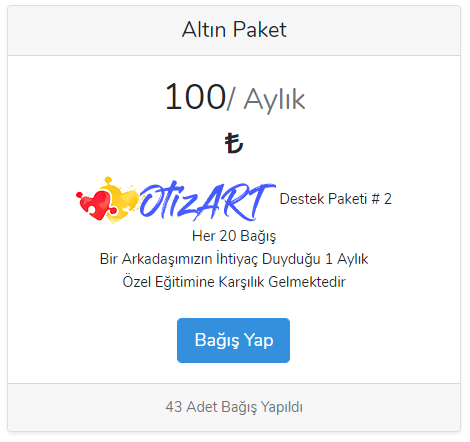 Altın Paket
100/ Aylık
₺
OtizART Destek Paketi # 2
Her 20 Bağış
Bir Arkadaşımızın İhtiyaç Duyduğu 1 Aylık
Özel Eğitimine Karşılık Gelmektedir
Bağış Yap
43 Adet Bağış Yapıldı